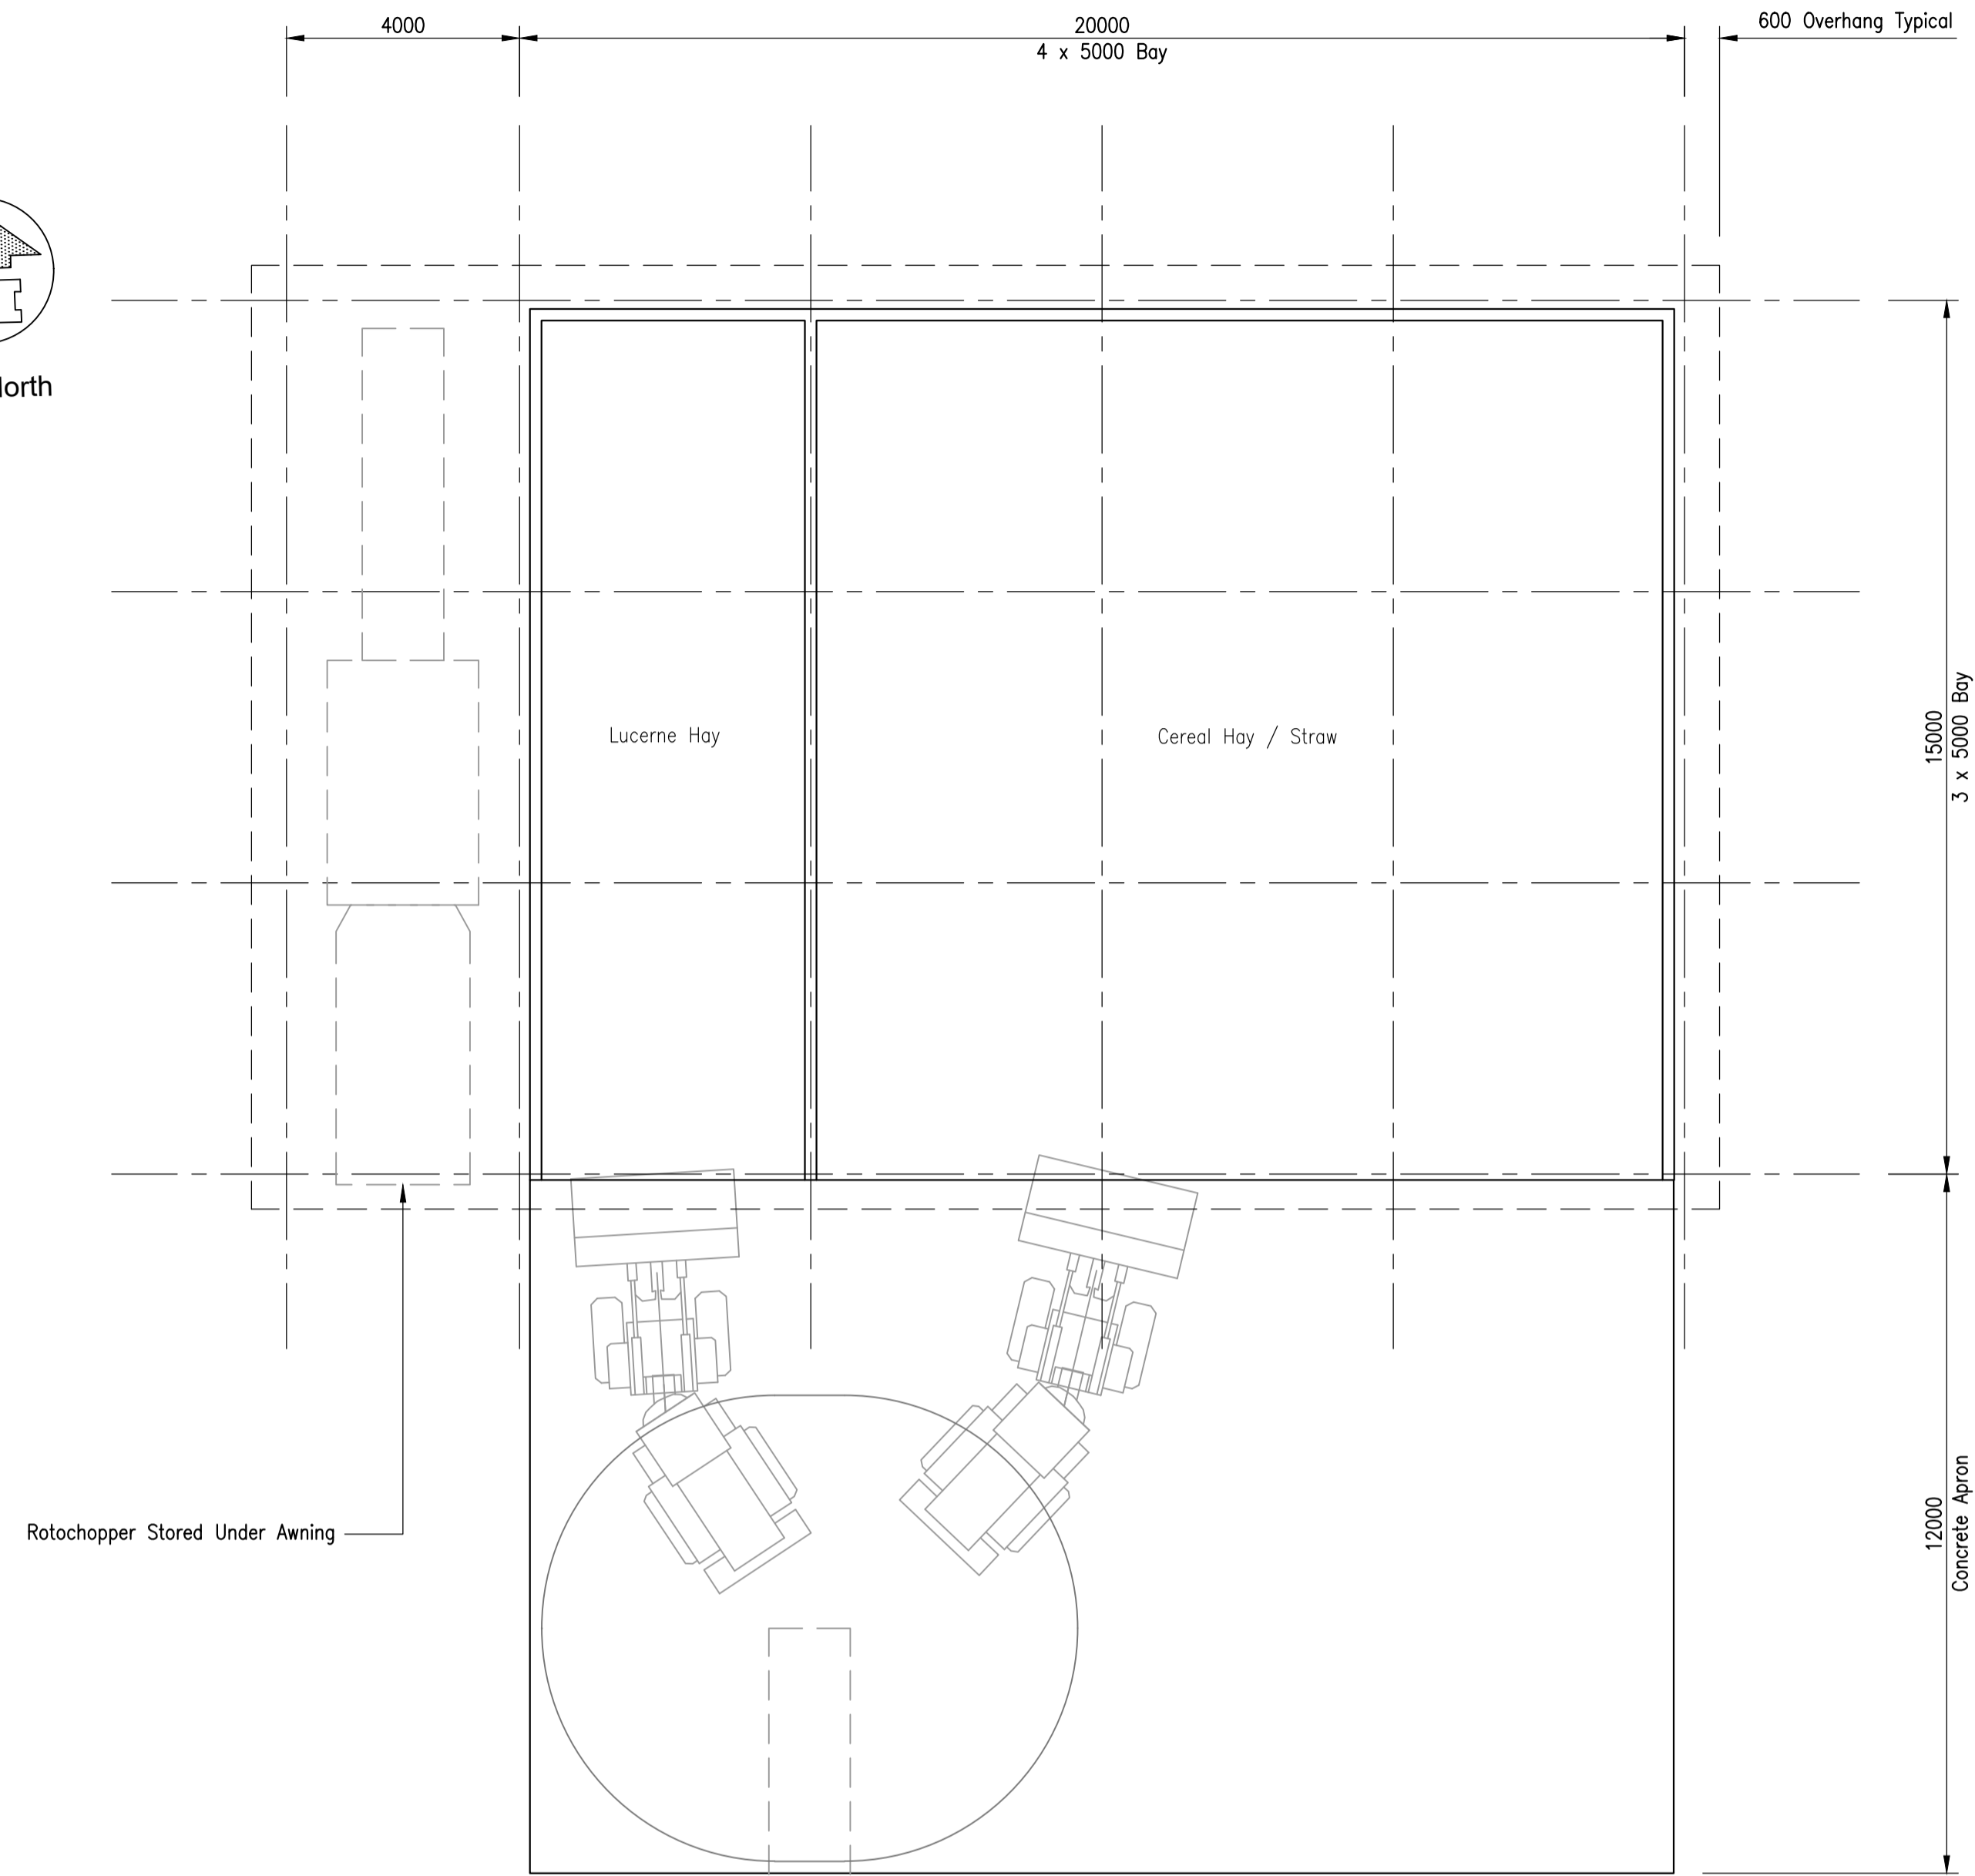 4000
20000
4 x 5000 Bay
600 Overhang Typical
orth
Lucerne Hay
Cereal Hay / Straw
15000
3 x 5000 Bay
Rotochopper Stored Under Awning
12000
Concrete Apron